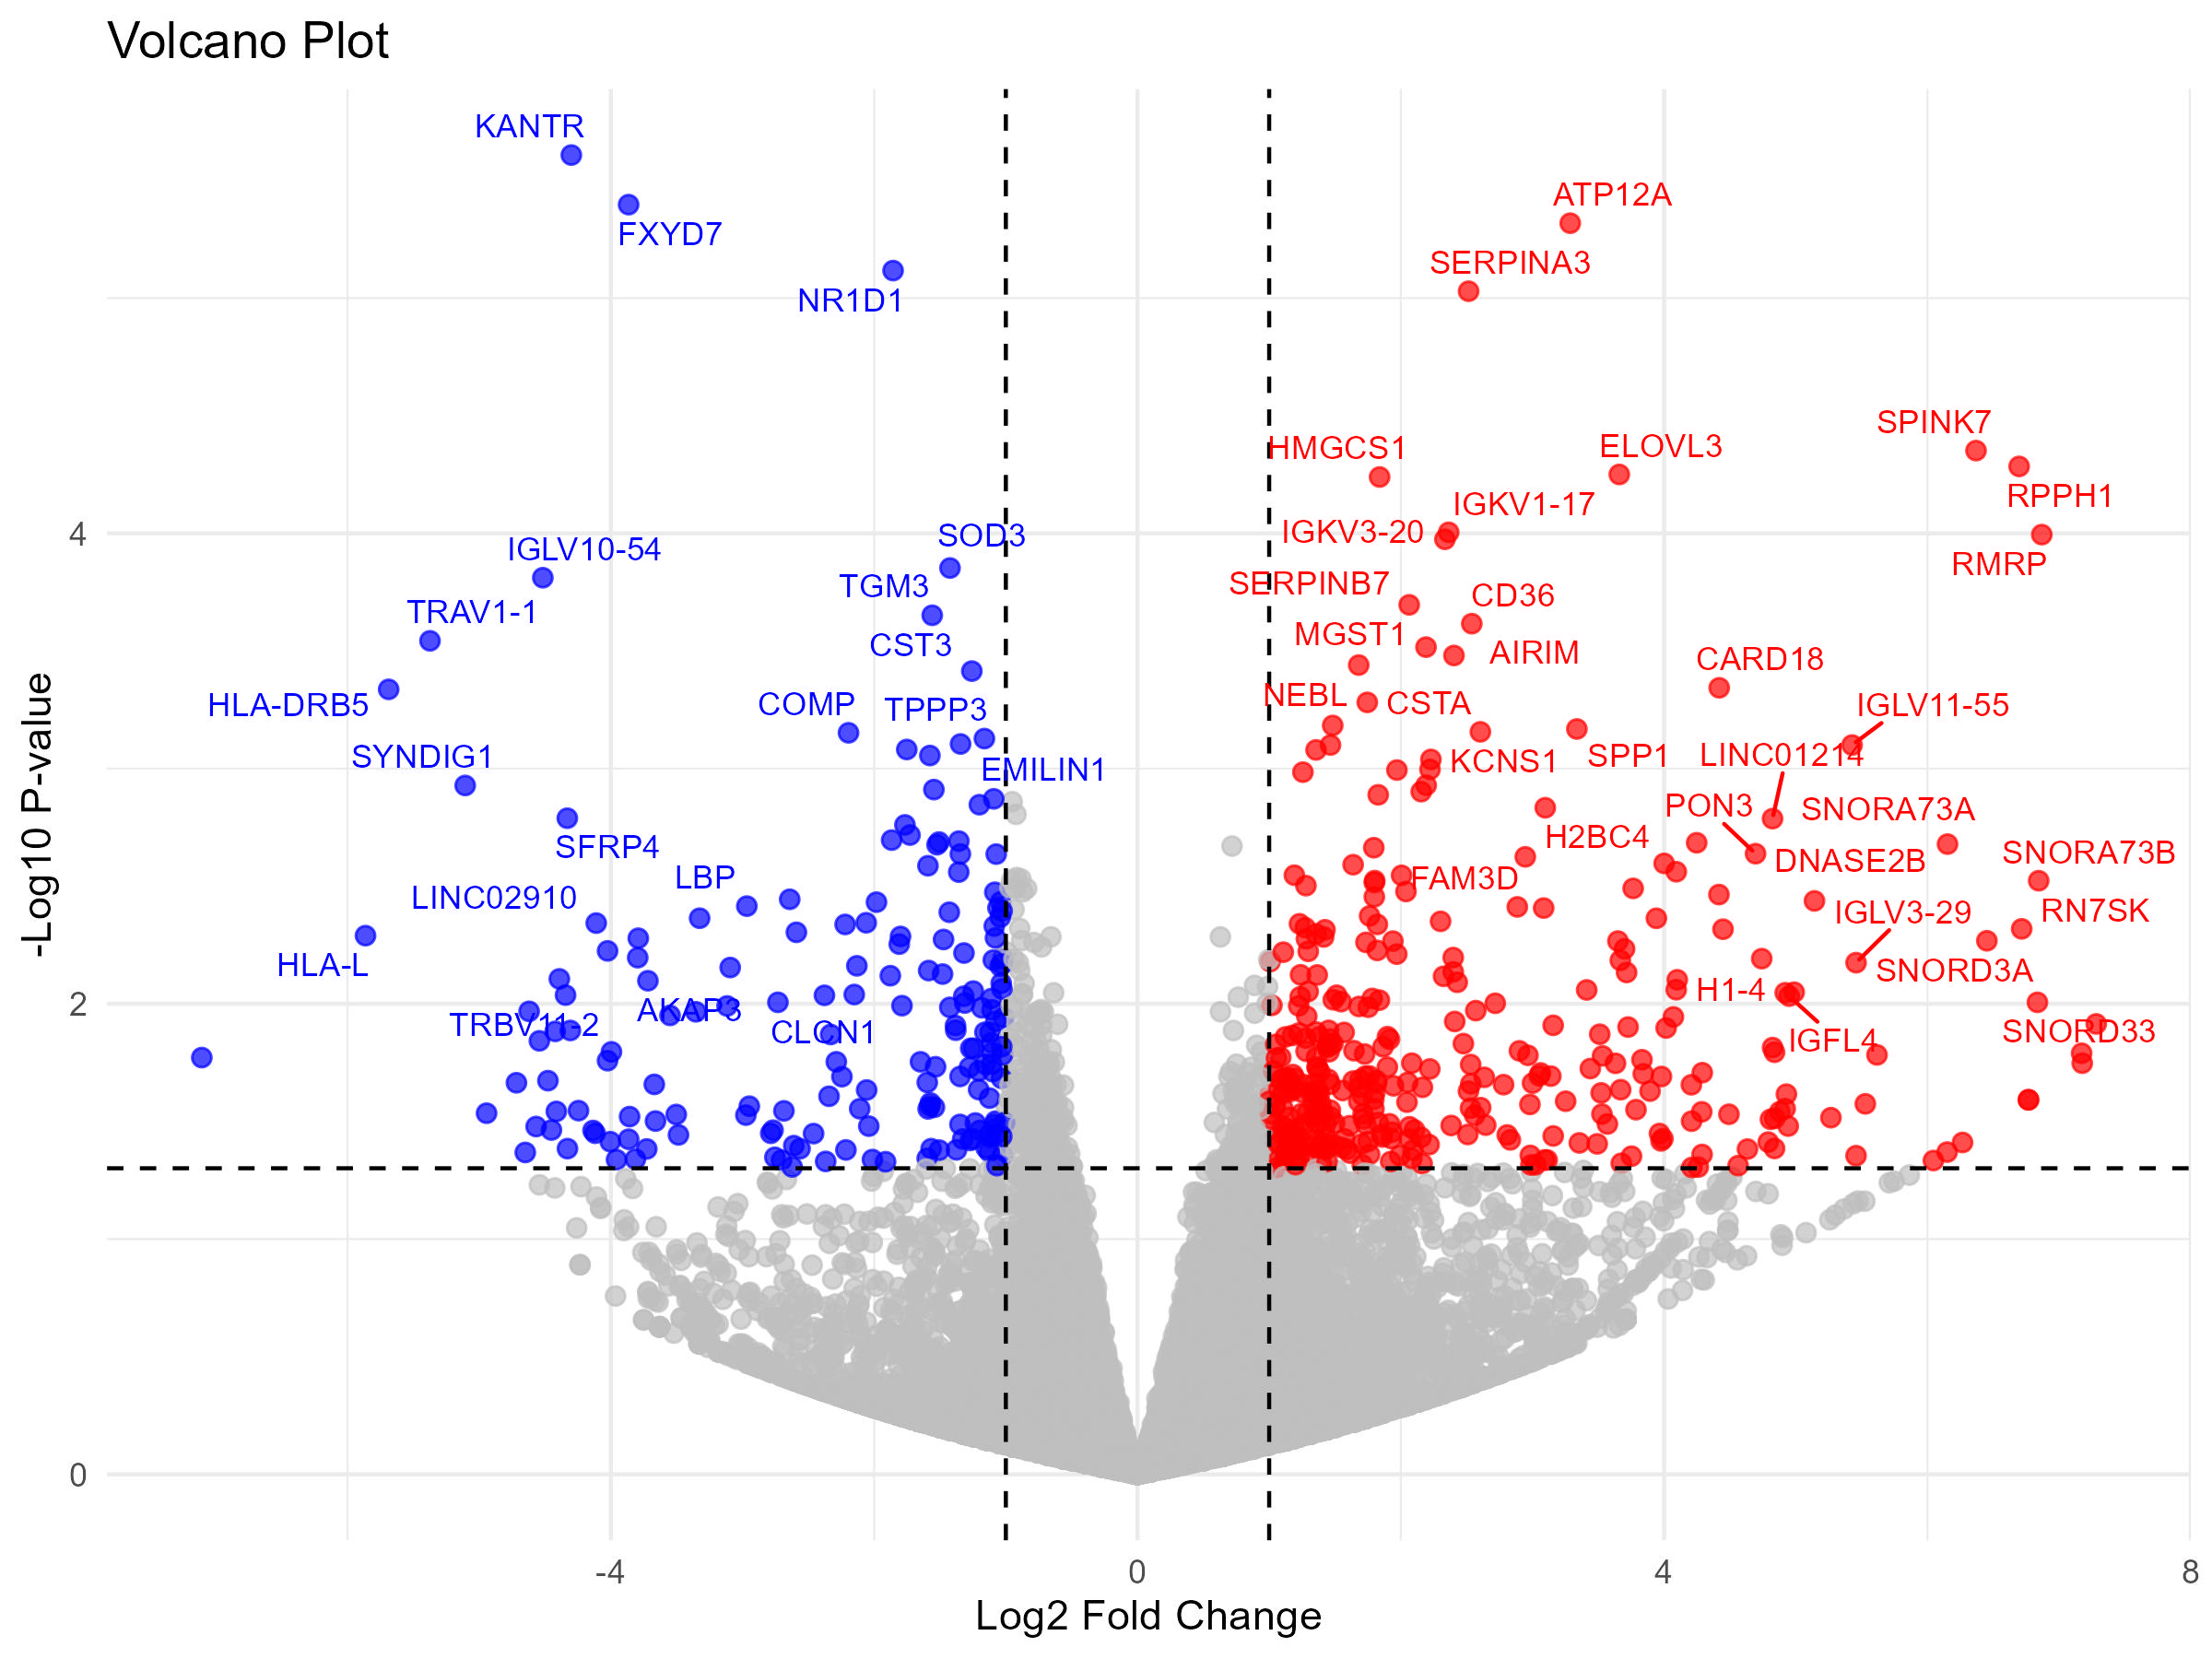 Volcano Plot
KANTR
ATP12A
FXYD7
SERPINA3
NR1D1
SPINK7
HMGCS1
ELOVL3
RPPH1
IGKV1-17
IGKV3-20
SOD3
4
IGLV10-54
RMRP
TGM3
SERPINB7
CD36
TRAV1-1
MGST1
CST3
AIRIM
CARD18
HLA-DRB5
COMP
TPPP3
NEBL
CSTA
IGLV11-55
SYNDIG1
EMILIN1
KCNS1
SPP1
LINC01214
PON3
SNORA73A
SFRP4
H2BC4
DNASE2B
SNORA73B
LINC02910
LBP
FAM3D
IGLV3-29
RN7SK
HLA-L
SNORD3A
H1-4
2
TRBV11-2
AKAP3
CLCN1
IGFL4
SNORD33
0
-Log10 P-value
-4
0
4
8
Log2 Fold Change